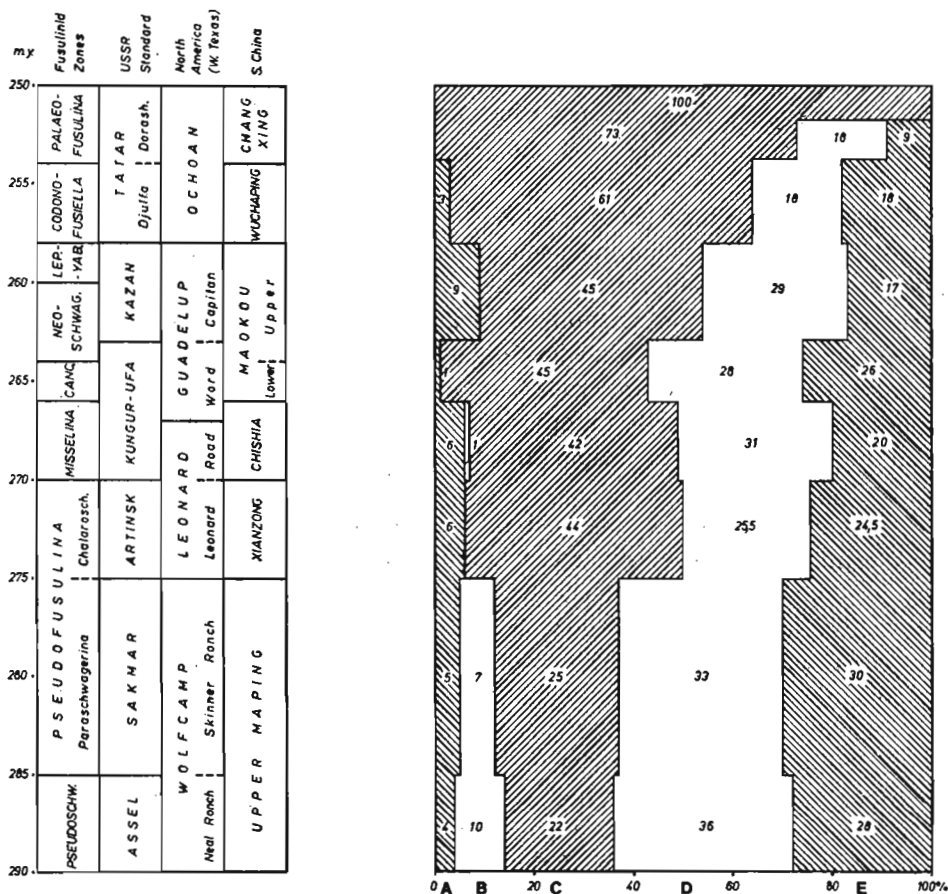 m.y.
Fusulinid
Zones
USSR
Standard
North
America
(W. Texas)
S. China
250
255
260
265
270
275
260
285
290
PALAEO-
FUSULINA
CODONO-
FUSIELLA
LEP.-
-YAB.
NEO-
SCHWAG.
CANC.
MISSELINA
PSEUDOFUSULINA
Chalarosch.
Paraschwagerina
PSEUDOSCHW.
TATAR
Dorash.
Djulfa
KAZAN
KUNGUR-UFA
ARTINSK
SAKMAR
ASSEL
OCHOAN
GUADELUP
Capitan
Word
LEONARD
Road
Leonard
WOLFCAMP
Skinner Ranch
Neal Ranch
CHANG
XING
WUCHAPING
MAOKOU
Upper
Lower
CHISHIA
XIANZONG
UPPER MAPING
100
73 18 9
3 61 18 18
9 45 29 17
1 45 28 26
6 1 42 31 20
6 44 25,5 24,5
5 7 25 33 30
4 10 22 36 28
0 20 40 60 80 100%
A B C D E